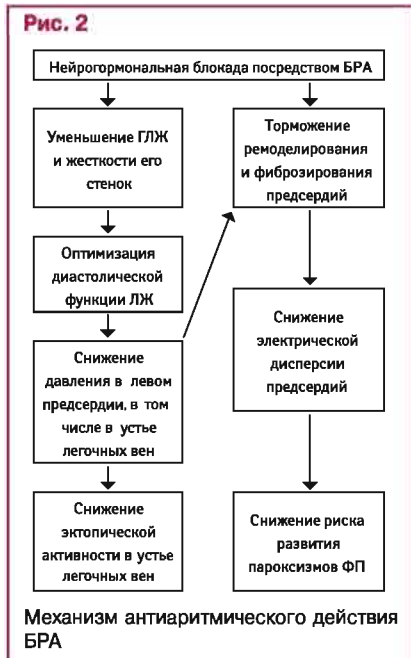 Рис. 2
Нейрогормональная блокада посредством БРА
Уменьшение ГЛЖ
и жесткости его
стенок
Оптимизация
диастолической
функции ЛЖ
Снижение
давления в левом
предсердии, в том
числе в устье
легочных вен
Снижение
эктопической
активности в устье
легочных вен
Торможение
ремоделирования
и фиброзирования
предсердий
Снижение
электрической
дисперсии
предсердий
Снижение риска
развития
пароксизмов ФП
Механизм антиаритмического действия
БРА